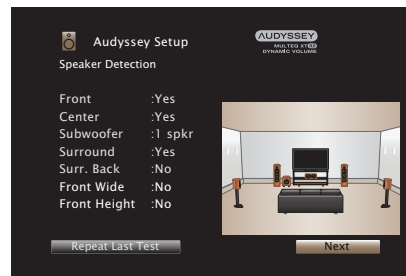 Audyssey Setup
AUDYSSEY
MULTEQ XT32
DYNAMIC VOLUME
Speaker Detection
Front :Yes
Center :Yes
Subwoofer :1 spkr
Surround :Yes
Surr. Back :No
Front Wide :No
Front Height :No
Repeat Last Test
Next